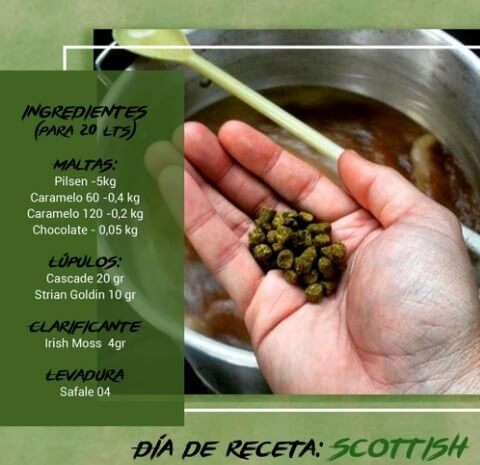 INGREDIENTES
(PARA 20 LTS)
MALTAS:
Pilsen -5kg
Caramelo 60 -0,4 kg
Caramelo 120 -0,2 kg
Chocolate - 0,05 kg
LÚPULOS:
Cascade 20 gr
Strian Goldin 10 gr
CLARIFICANTE
Irish Moss 4gr
LEVADURA
Safale 04
DÍA DE RECETA: SCOTTISH